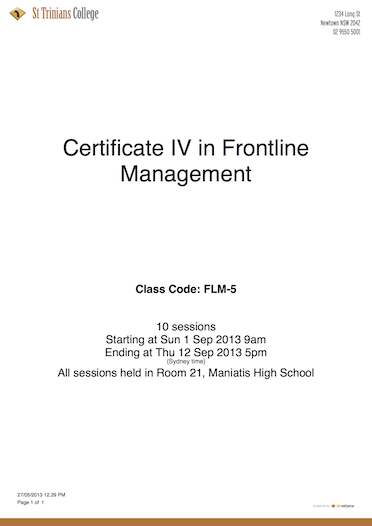 St Trinians College
1234 Long St
Newtown NSW 2042
02 9550 5001
Certificate IV in Frontline
Management
Class Code: FLM-5
10 sessions
Starting at Sun 1 Sep 2013 9am
Ending at Thu 12 Sep 2013 5pm
(Sydney time)
All sessions held in Room 21, Maniatis High School
27/05/2013 12.29 PM
Page 1 of 1